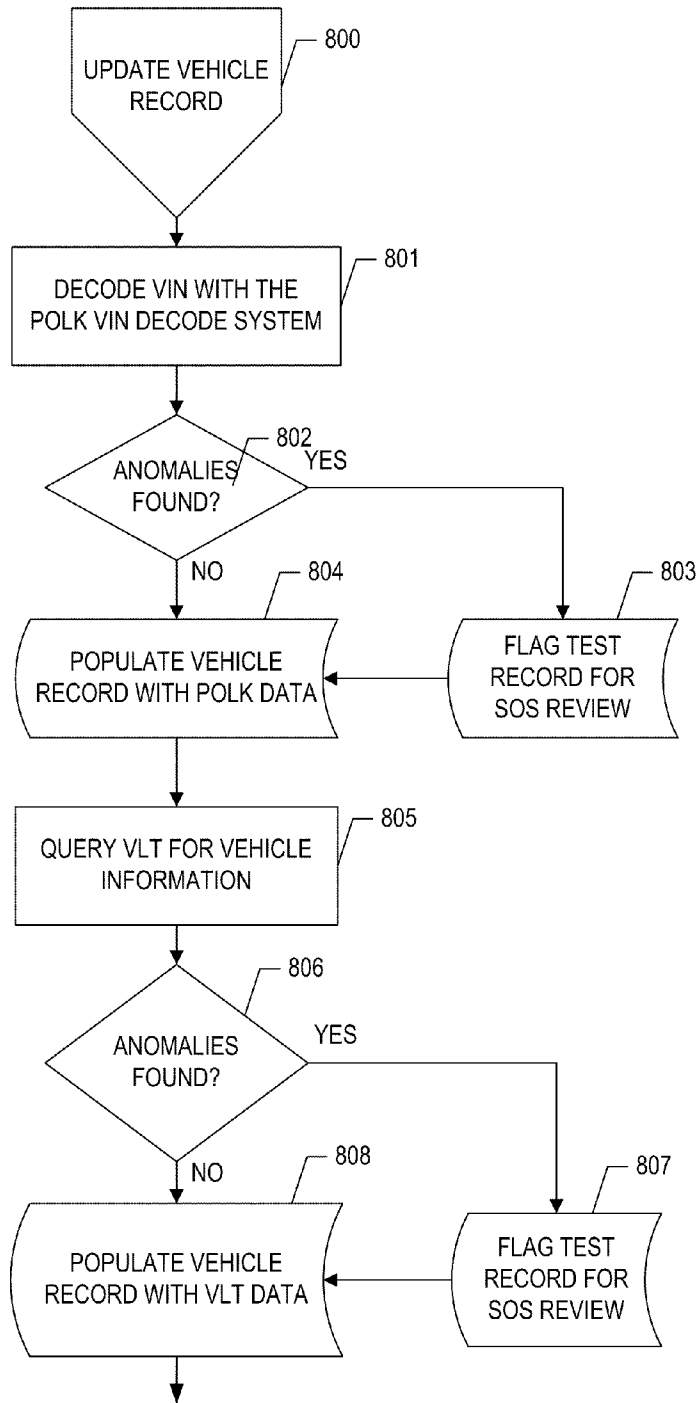 800
UPDATE VEHICLE
RECORD
801
DECODE VIN WITH THE
POLK VIN DECODE SYSTEM
802
ANOMALIES
FOUND?
YES
NO
804
803
POPULATE VEHICLE
RECORD WITH POLK DATA
FLAG TEST
RECORD FOR
SOS REVIEW
805
QUERY VLT FOR VEHICLE
INFORMATION
806
ANOMALIES
FOUND?
YES
NO
808
807
POPULATE VEHICLE
RECORD WITH VLT DATA
FLAG TEST
RECORD FOR
SOS REVIEW